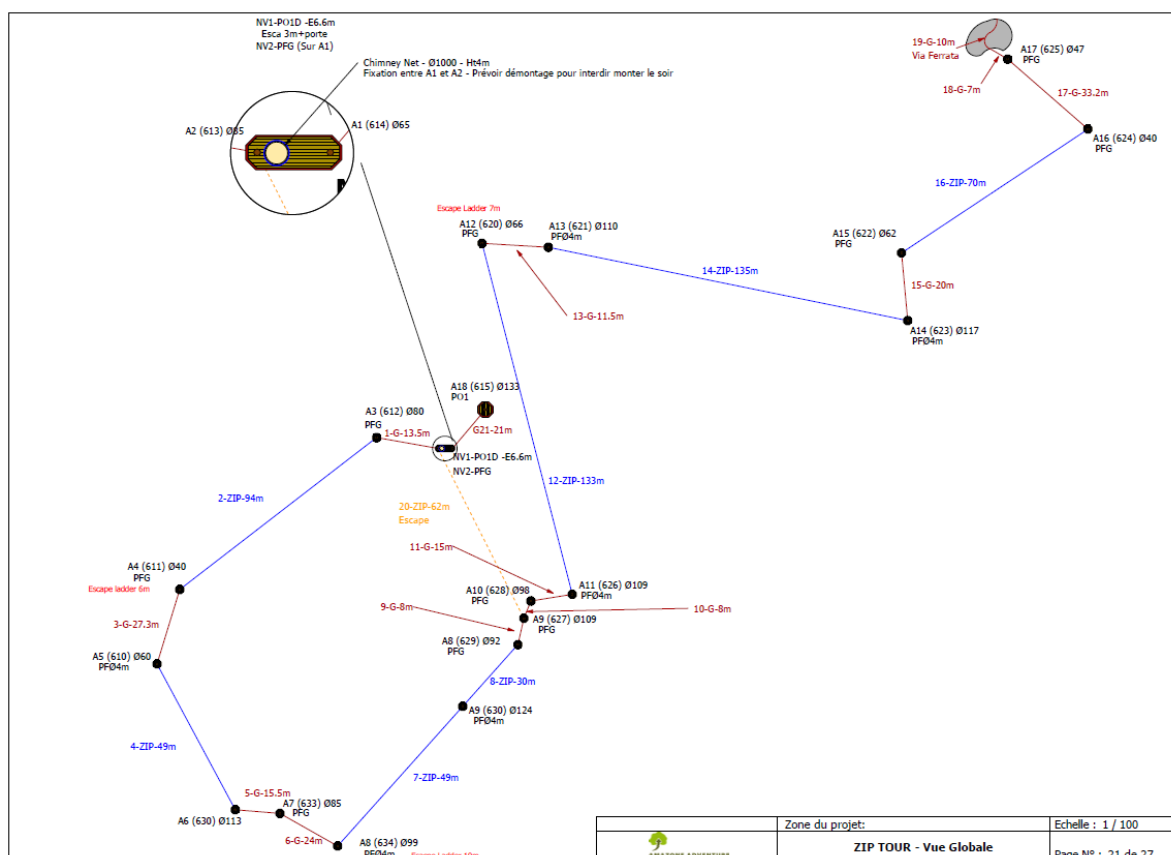 NV1-PO1D -E6.6m
Esca 3m+porte
NV2-PFG (Sur A1)
Chimney Net - Ø1000 - Ht4m
Fixation entre A1 et A2 - Prévoir démontage pour interdir monter le soir
A2 (613) Ø85
A1 (614) Ø65
19-G-10m
Via Ferrata
A17 (625) Ø47
PFG
18-G-7m
17-G-33.2m
A16 (624) Ø40
PFG
16-ZIP-70m
Escape Ladder 7m
A12 (620) Ø66
PFG
A13 (621) Ø110
PFØ4m
A15 (622) Ø62
PFG
14-ZIP-135m
15-G-20m
13-G-11.5m
A14 (623) Ø117
PFØ4m
A18 (615) Ø133
PO1
A3 (612) Ø80
PFG
1-G-13.5m
G21-21m
NV1-PO1D -E6.6m
NV2-PFG
2-ZIP-94m
12-ZIP-133m
20-ZIP-62m
Escape
11-G-15m
A4 (611) Ø40
PFG
Escape ladder 6m
A10 (628) Ø98
PFG
A11 (626) Ø109
PFØ4m
9-G-8m
10-G-8m
A9 (627) Ø109
PFG
3-G-27.3m
A8 (629) Ø92
PFG
A5 (610) Ø60
PFØ4m
8-ZIP-30m
A9 (630) Ø124
PFØ4m
4-ZIP-49m
7-ZIP-49m
5-G-15.5m
A7 (633) Ø85
PFG
A6 (630) Ø113
6-G-24m
A8 (634) Ø99
PFØ4m
Zone du projet:
Echelle : 1 / 100
ZIP TOUR - Vue Globale
Page Nº : 21 de 27